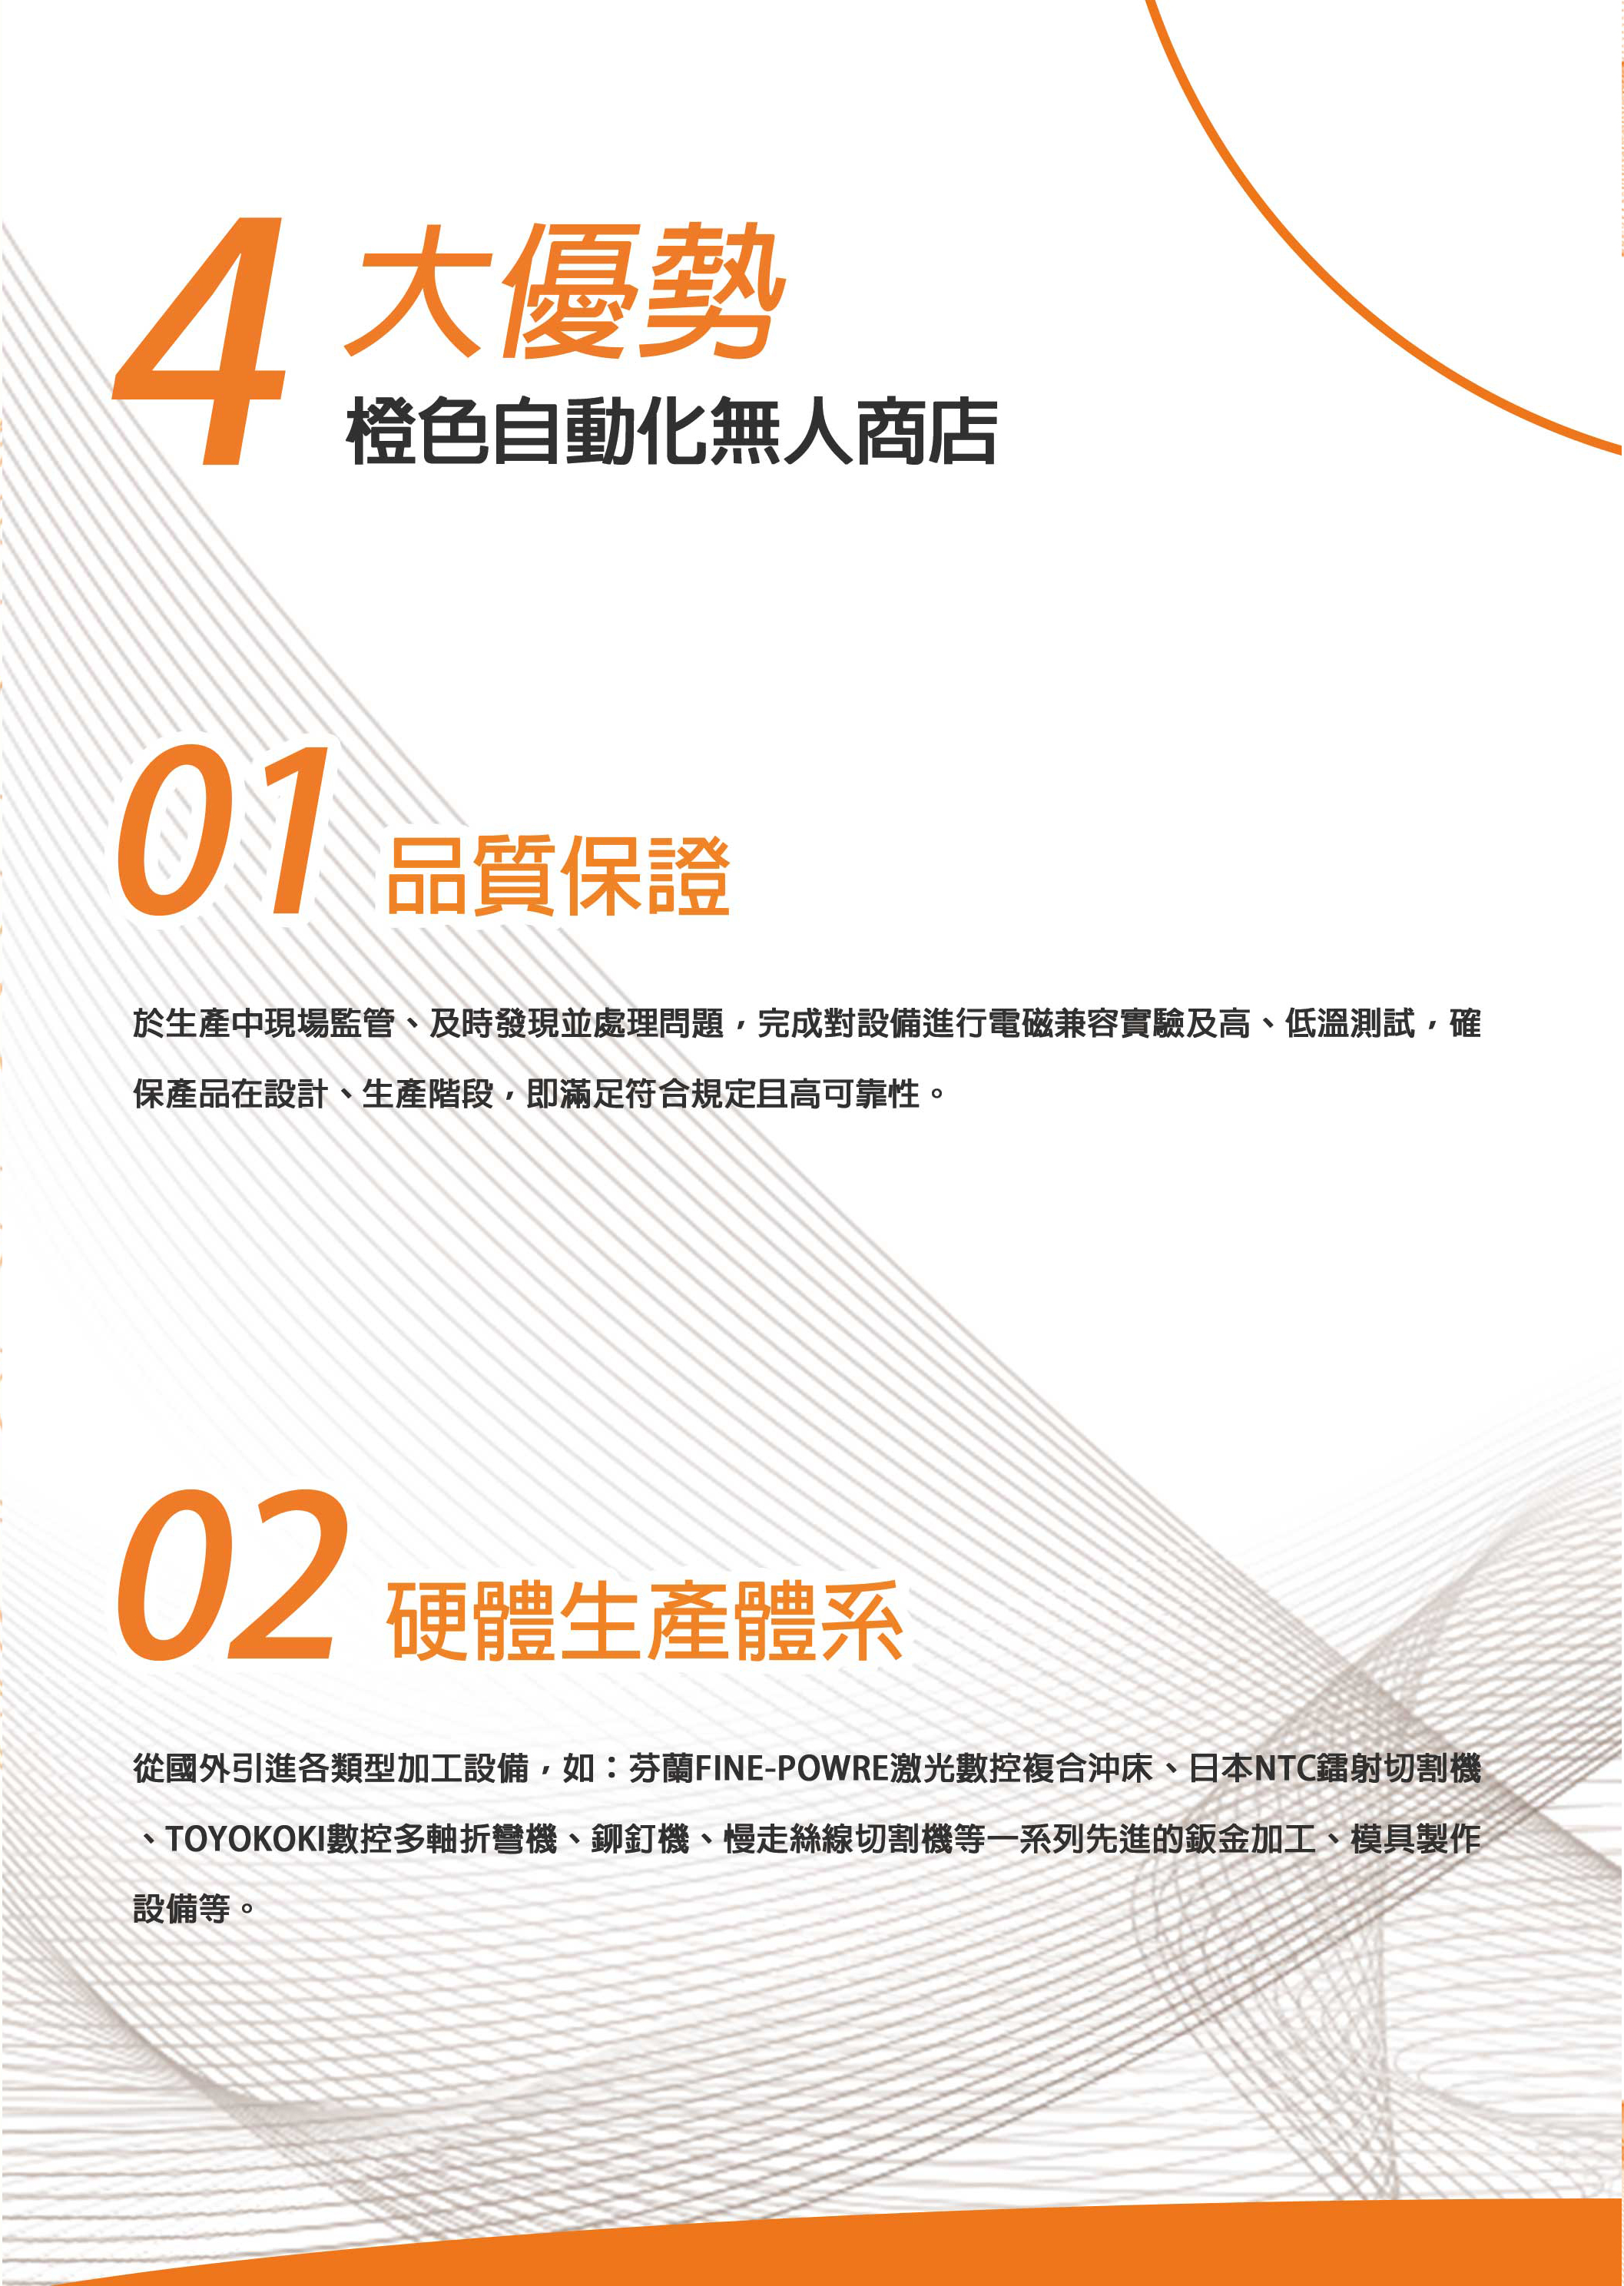 4
大優勢
橙色自動化無人商店
01
品質保證
於生產中現場監管、及時發現並處理問題，完成對設備進行電磁兼容實驗及高、低溫測試，確
保產品在設計、生產階段，即滿足符合規定且高可靠性。
02
硬體生產體系
從國外引進各類型加工設備，如：芬蘭FINE-POWRE激光數控複合沖床、日本NTC鐳射切割機
、TOYOKOKI數控多軸折彎機、鉚釘機、慢走絲線切割機等一系列先進的鈑金加工、模具製作
設備等。